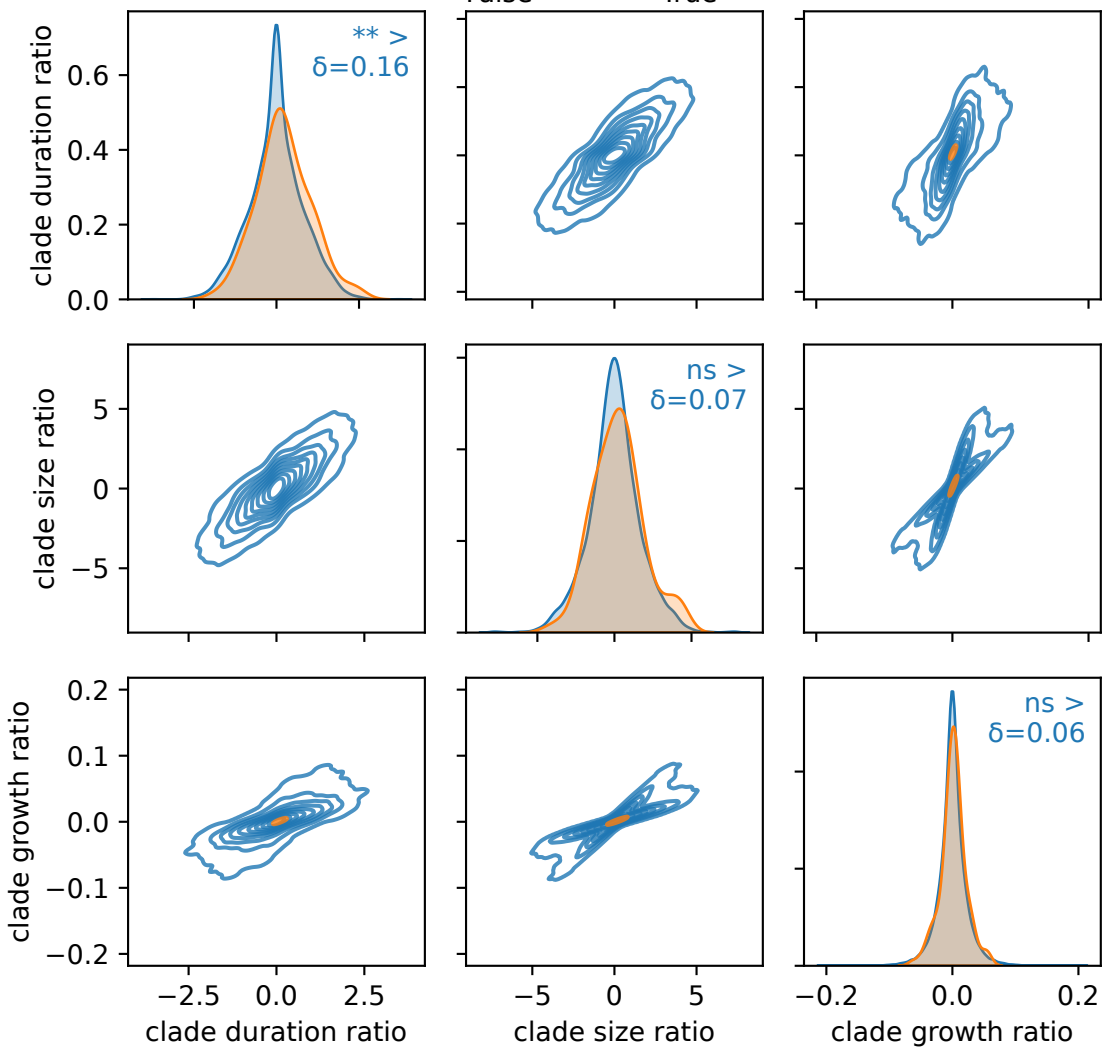 False True
clade duration ratio
0.6
0.4
0.2
0.0
** >
δ=0.16
clade size ratio
5
0
−5
ns >
δ=0.07
clade growth ratio
0.2
0.1
0.0
−0.1
−0.2
ns >
δ=0.06
−2.5 0.0 2.5
−5 0 5
−0.2 0.0 0.2
clade duration ratio
clade size ratio
clade growth ratio